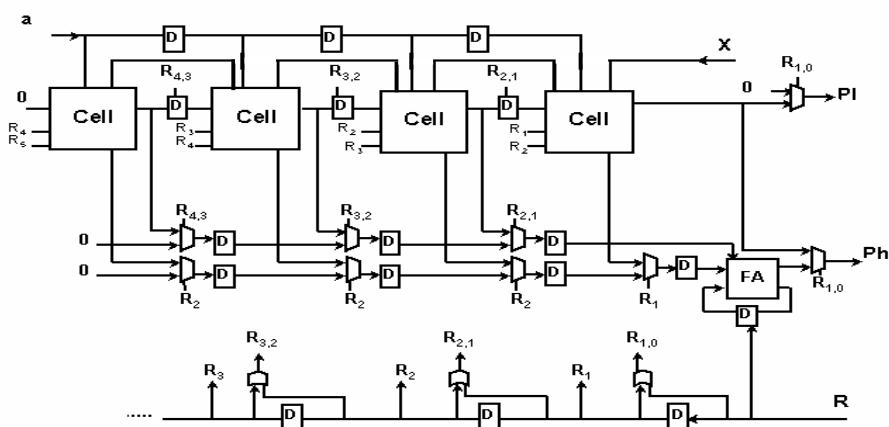 a
D D D
X
R4,3 R3,2 R2,1 R1,0
0 D D D 0
Cell Cell Cell Cell
Pl
R4 R3 R2 R1
R5 R4 R3 R2
R4,3 R3,2 R2,1
0 D D D
Ph
0 D D D D FA
R2 R2 R2 R1 R1,0
D
R3,2 R2,1 R1,0
R3 R2 R1
..... D D D R